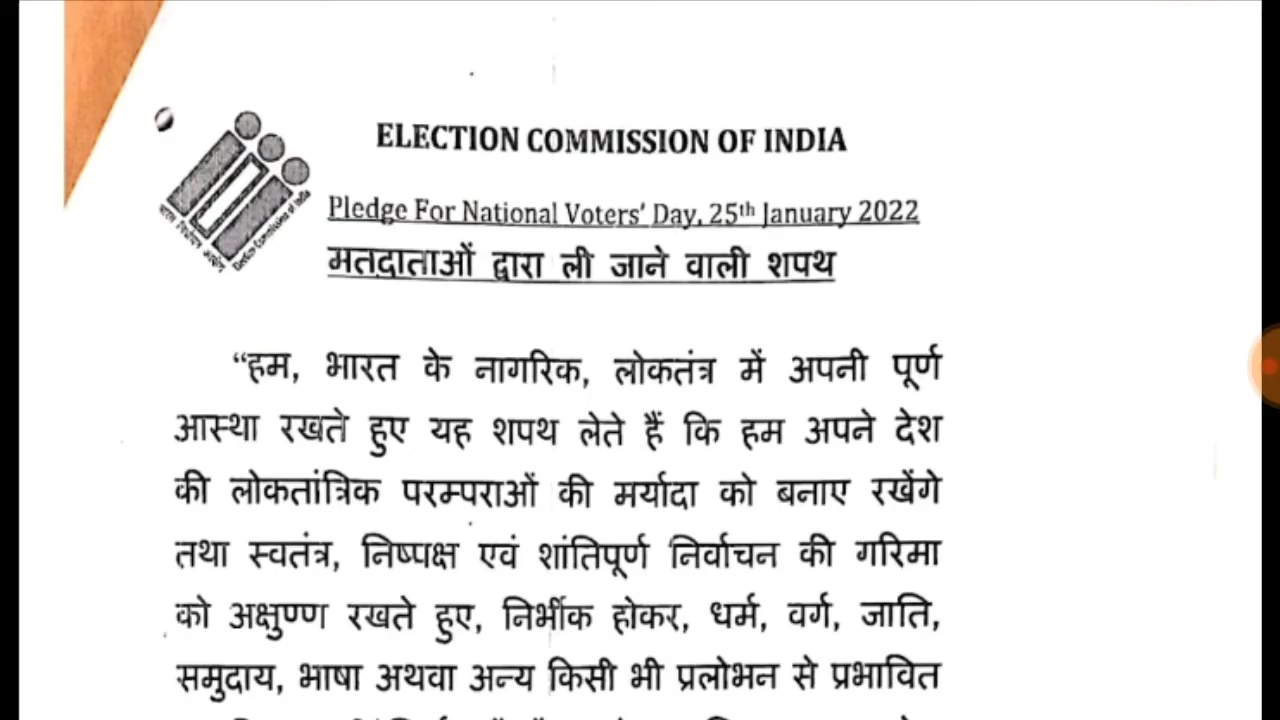 ELECTION COMMISSION OF INDIA
Pledge For National Voters' Day, 25th January 2022
मतदाताओं द्वारा ली जाने वाली शपथ
“हम, भारत के नागरिक, लोकतंत्र में अपनी पूर्ण
आस्था रखते हुए यह शपथ लेते हैं कि हम अपने देश
की लोकतांत्रिक परम्पराओं की मर्यादा को बनाए रखेंगे
तथा स्वतंत्र, निष्पक्ष एवं शांतिपूर्ण निर्वाचन की गरिमा
को अक्षुण्ण रखते हुए, निर्भीक होकर, धर्म, वर्ग, जाति,
समुदाय, भाषा अथवा अन्य किसी भी प्रलोभन से प्रभावित